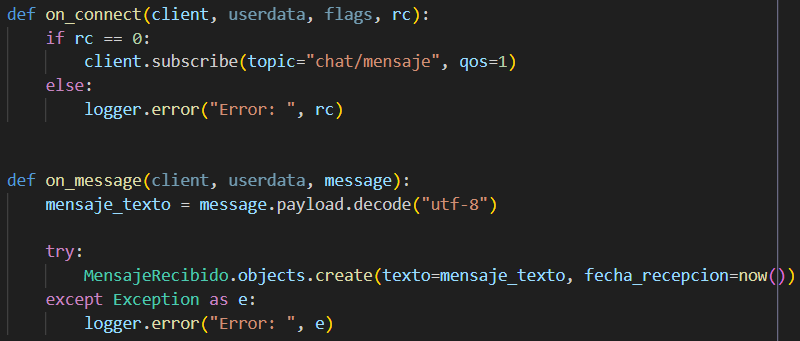 def on_connect(client, userdata, flags, rc):
    if rc == 0:
        client.subscribe(topic="chat/mensaje", qos=1)
    else:
        logger.error("Error: ", rc)
def on_message(client, userdata, message):
    mensaje_texto = message.payload.decode("utf-8")
    try:
        MensajeRecibido.objects.create(texto=mensaje_texto, fecha_recepcion=now())
    except Exception as e:
        logger.error("Error: ", e)